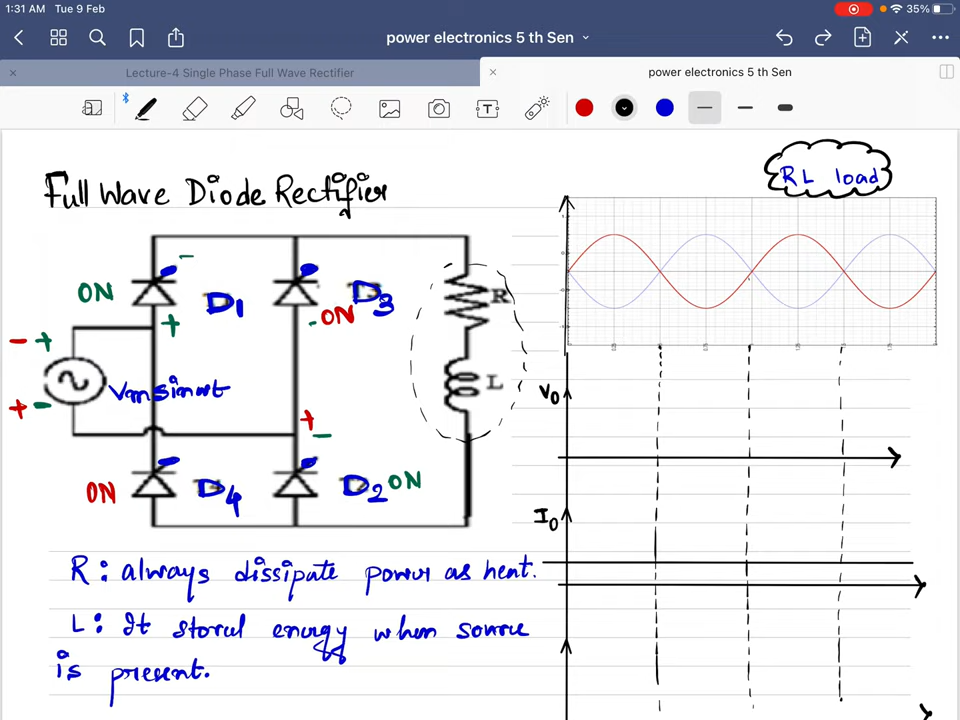 1:31 AM Tue 9 Feb
35%
power electronics 5 th Sen
Lecture-4 Single Phase Full Wave Rectifier
power electronics 5 th Sen
T
Full Wave Diode Rectifier
RL load
ON
-
D1
D3
R
+
- ON
- +
Vm sinωt
L
+ -
+
-
ON
D4
D2 ON
V0
I0
R : always dissipate power as heat.
L : It stored energy when source
is present.